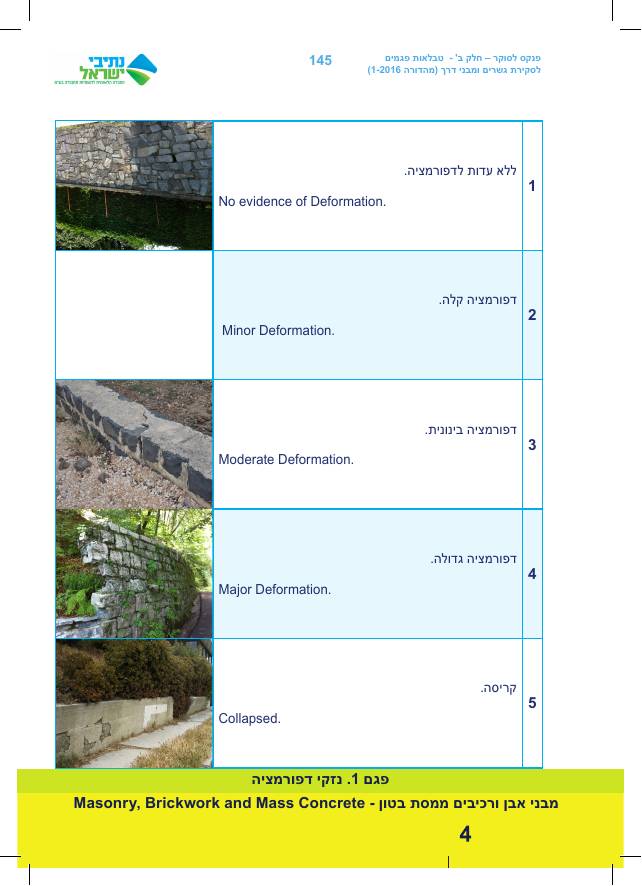 נתיבי
ישראל
145
פנקס לסוקר – חלק ב' - טבלאות פגמים
לסקירת גשרים ומבני דרך (מהדורה 1-2016)
ללא עדות לדפורמציה.
No evidence of Deformation.
1
דפורמציה קלה.
Minor Deformation.
2
דפורמציה בינונית.
Moderate Deformation.
3
דפורמציה גדולה.
Major Deformation.
4
קריסה.
Collapsed.
5
פגם 1. נזקי דפורמציה
מבני אבן ורכיבים ממסת בטון - Masonry, Brickwork and Mass Concrete
4